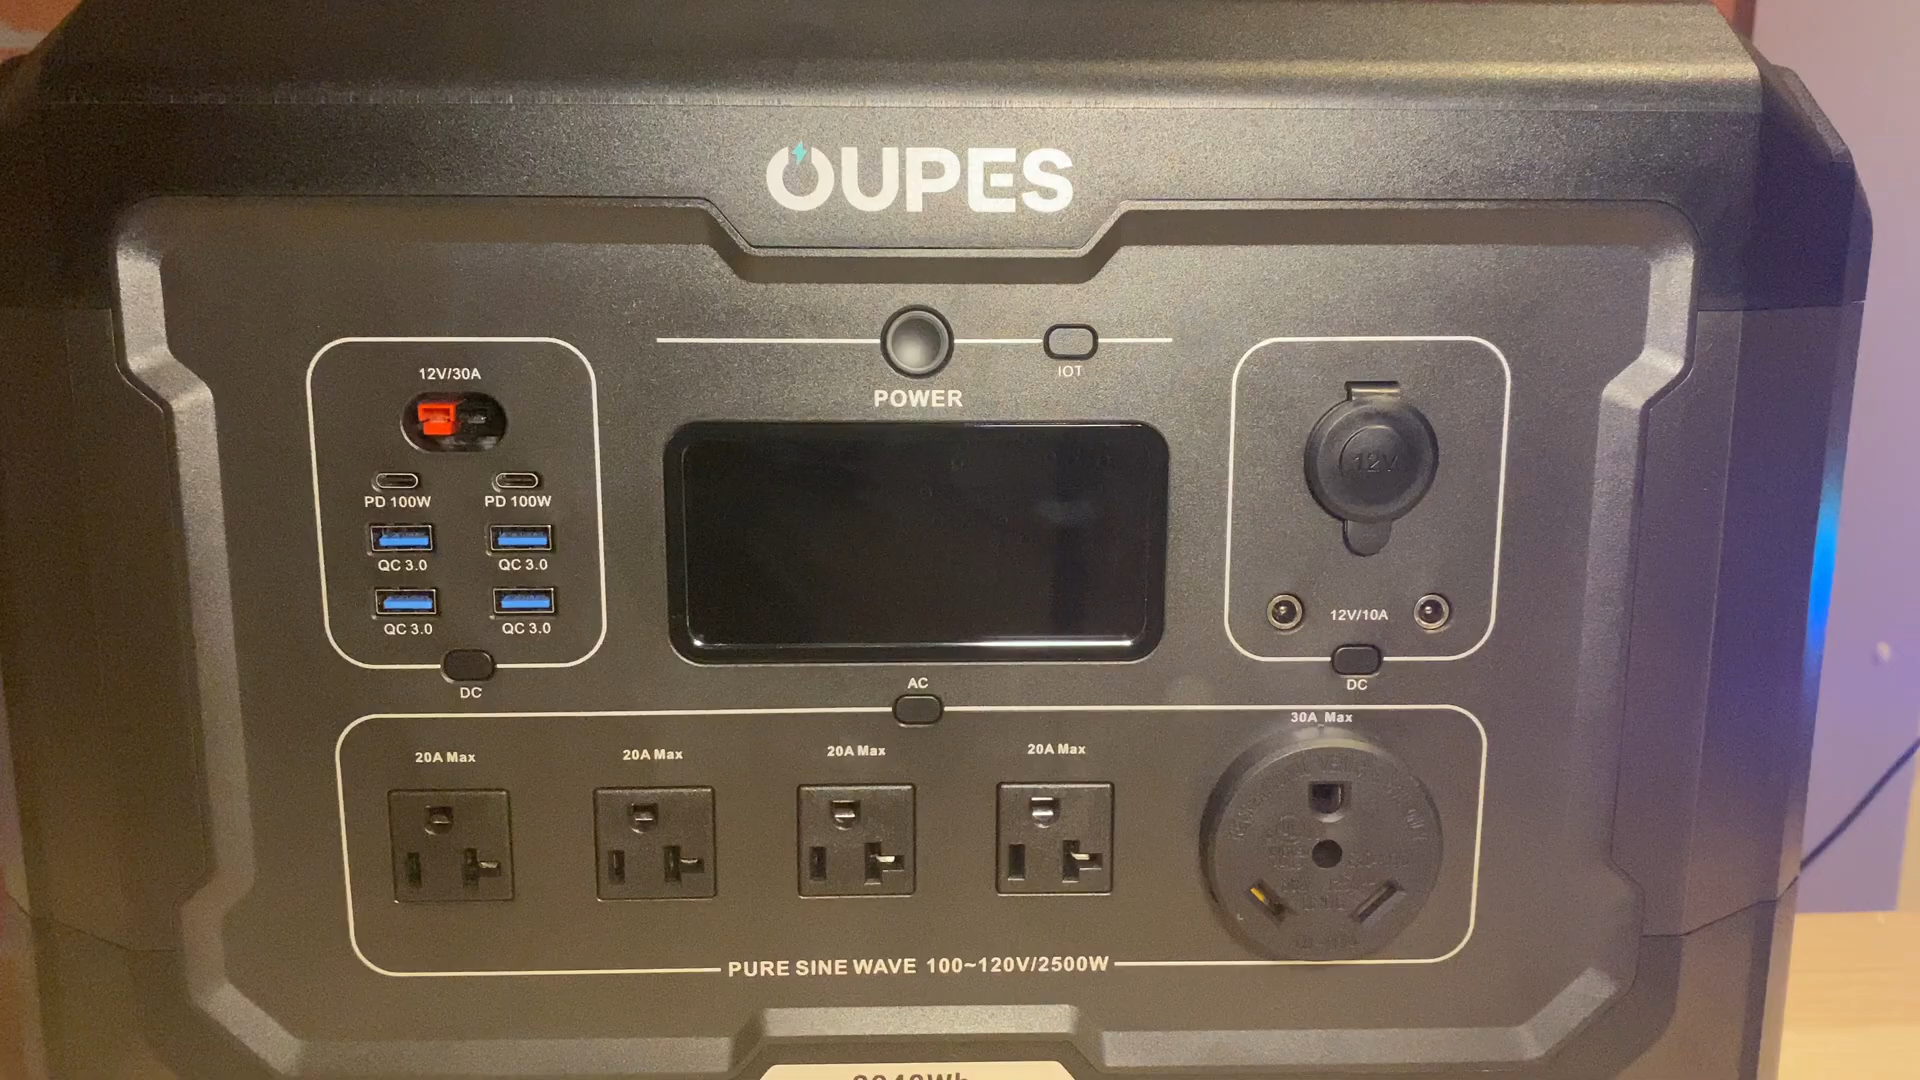 OUPES
POWER
IOT
12V/30A
PD 100W PD 100W
QC 3.0 QC 3.0
QC 3.0 QC 3.0
DC
12V
12V/10A
DC
AC
20A Max 20A Max 20A Max 20A Max 30A Max
PURE SINE WAVE 100~120V/2500W